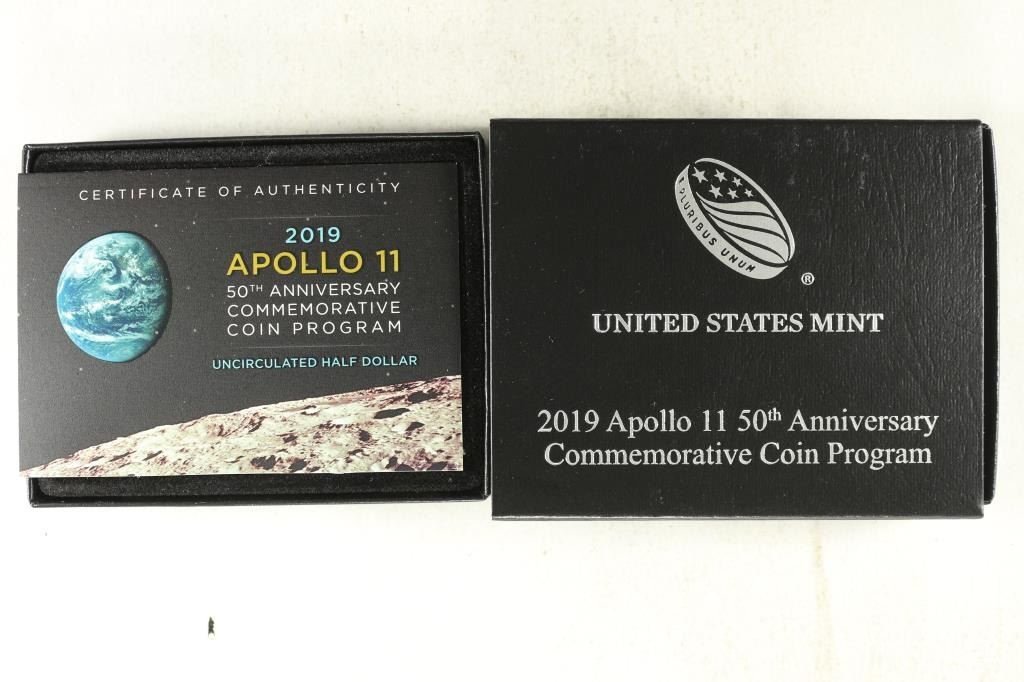 CERTIFICATE OF AUTHENTICITY
2019
APOLLO 11
50TH ANNIVERSARY
COMMEMORATIVE
COIN PROGRAM
UNCIRCULATED HALF DOLLAR
E PLURIBUS UNUM
®
UNITED STATES MINT
2019 Apollo 11 50th Anniversary
Commemorative Coin Program